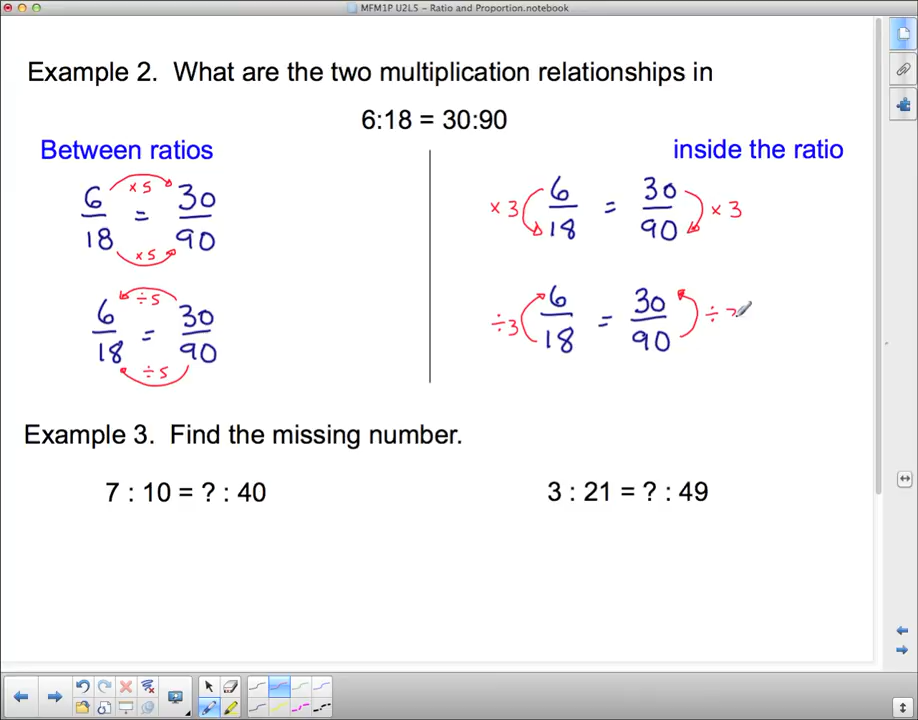 MFM1P U2L5 - Ratio and Proportion.notebook
Example 2. What are the two multiplication relationships in
6:18 = 30:90
Between ratios
×5
6/18 = 30/90
×5
÷5
6/18 = 30/90
÷5
inside the ratio
×3 6/18 = 30/90 ×3
÷3 6/18 = 30/90 ÷
Example 3. Find the missing number.
7 : 10 = ? : 40
3 : 21 = ? : 49